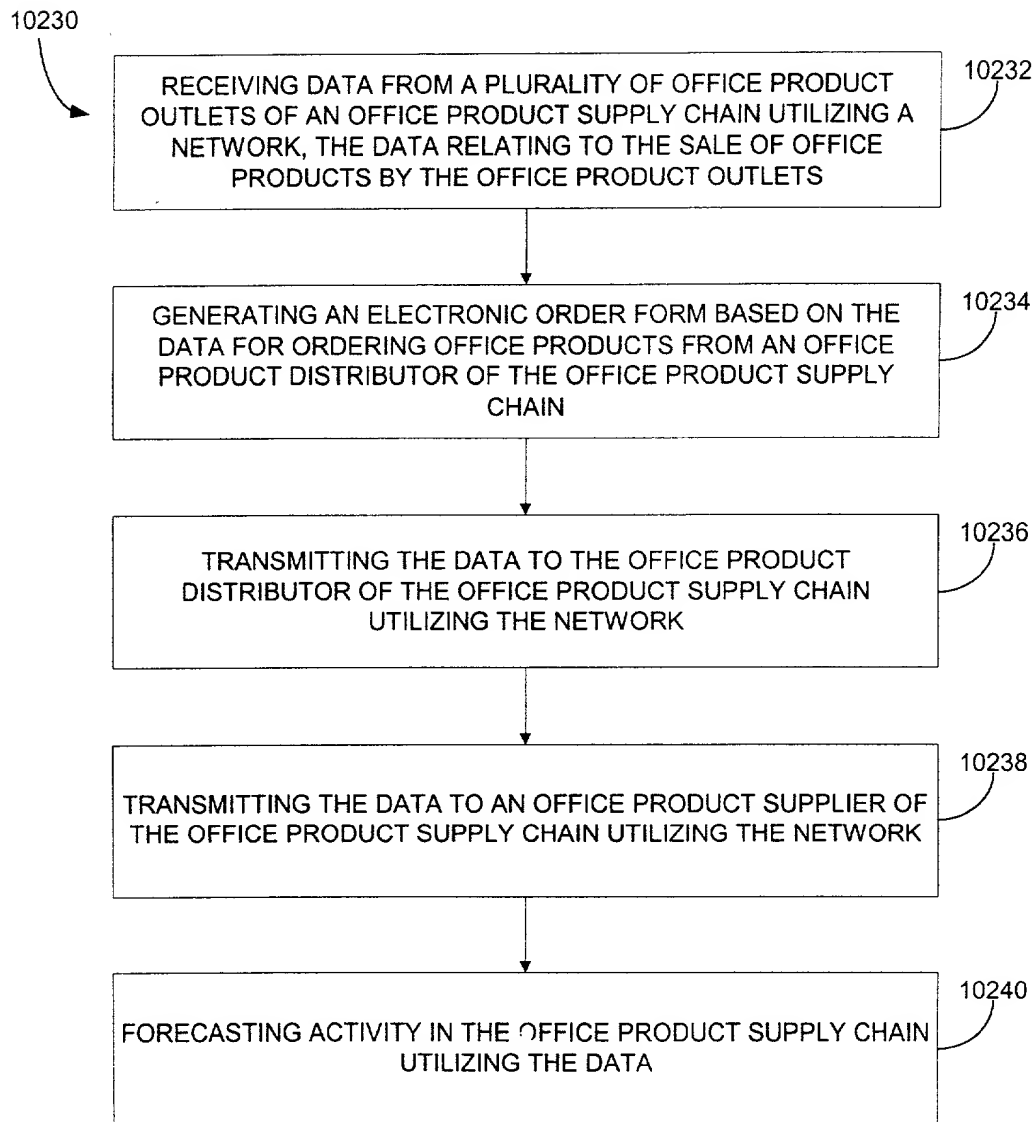 10230
RECEIVING DATA FROM A PLURALITY OF OFFICE PRODUCT
OUTLETS OF AN OFFICE PRODUCT SUPPLY CHAIN UTILIZING A
NETWORK, THE DATA RELATING TO THE SALE OF OFFICE
PRODUCTS BY THE OFFICE PRODUCT OUTLETS
10232
GENERATING AN ELECTRONIC ORDER FORM BASED ON THE
DATA FOR ORDERING OFFICE PRODUCTS FROM AN OFFICE
PRODUCT DISTRIBUTOR OF THE OFFICE PRODUCT SUPPLY
CHAIN
10234
TRANSMITTING THE DATA TO THE OFFICE PRODUCT
DISTRIBUTOR OF THE OFFICE PRODUCT SUPPLY CHAIN
UTILIZING THE NETWORK
10236
TRANSMITTING THE DATA TO AN OFFICE PRODUCT SUPPLIER OF
THE OFFICE PRODUCT SUPPLY CHAIN UTILIZING THE NETWORK
10238
FORECASTING ACTIVITY IN THE OFFICE PRODUCT SUPPLY CHAIN
UTILIZING THE DATA
10240